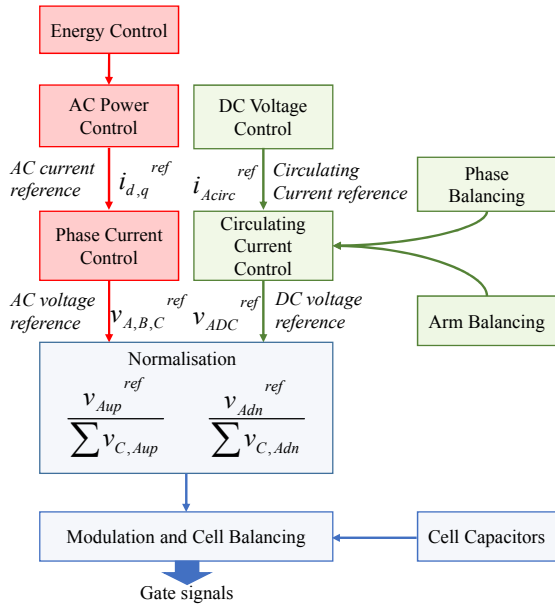 Energy Control
AC Power
Control
DC Voltage
Control
AC current
reference
i_{d,q}^{ref}
i_{Acirc}^{ref}
Circulating
Current reference
Phase
Balancing
Phase Current
Control
Circulating
Current
Control
AC voltage
reference
v_{A,B,C}^{ref}
v_{ADC}^{ref}
DC voltage
reference
Arm Balancing
Normalisation
v_{Aup}^{ref}
∑v_{C,Aup}
v_{Adn}^{ref}
∑v_{C,Adn}
Modulation and Cell Balancing
Cell Capacitors
Gate signals